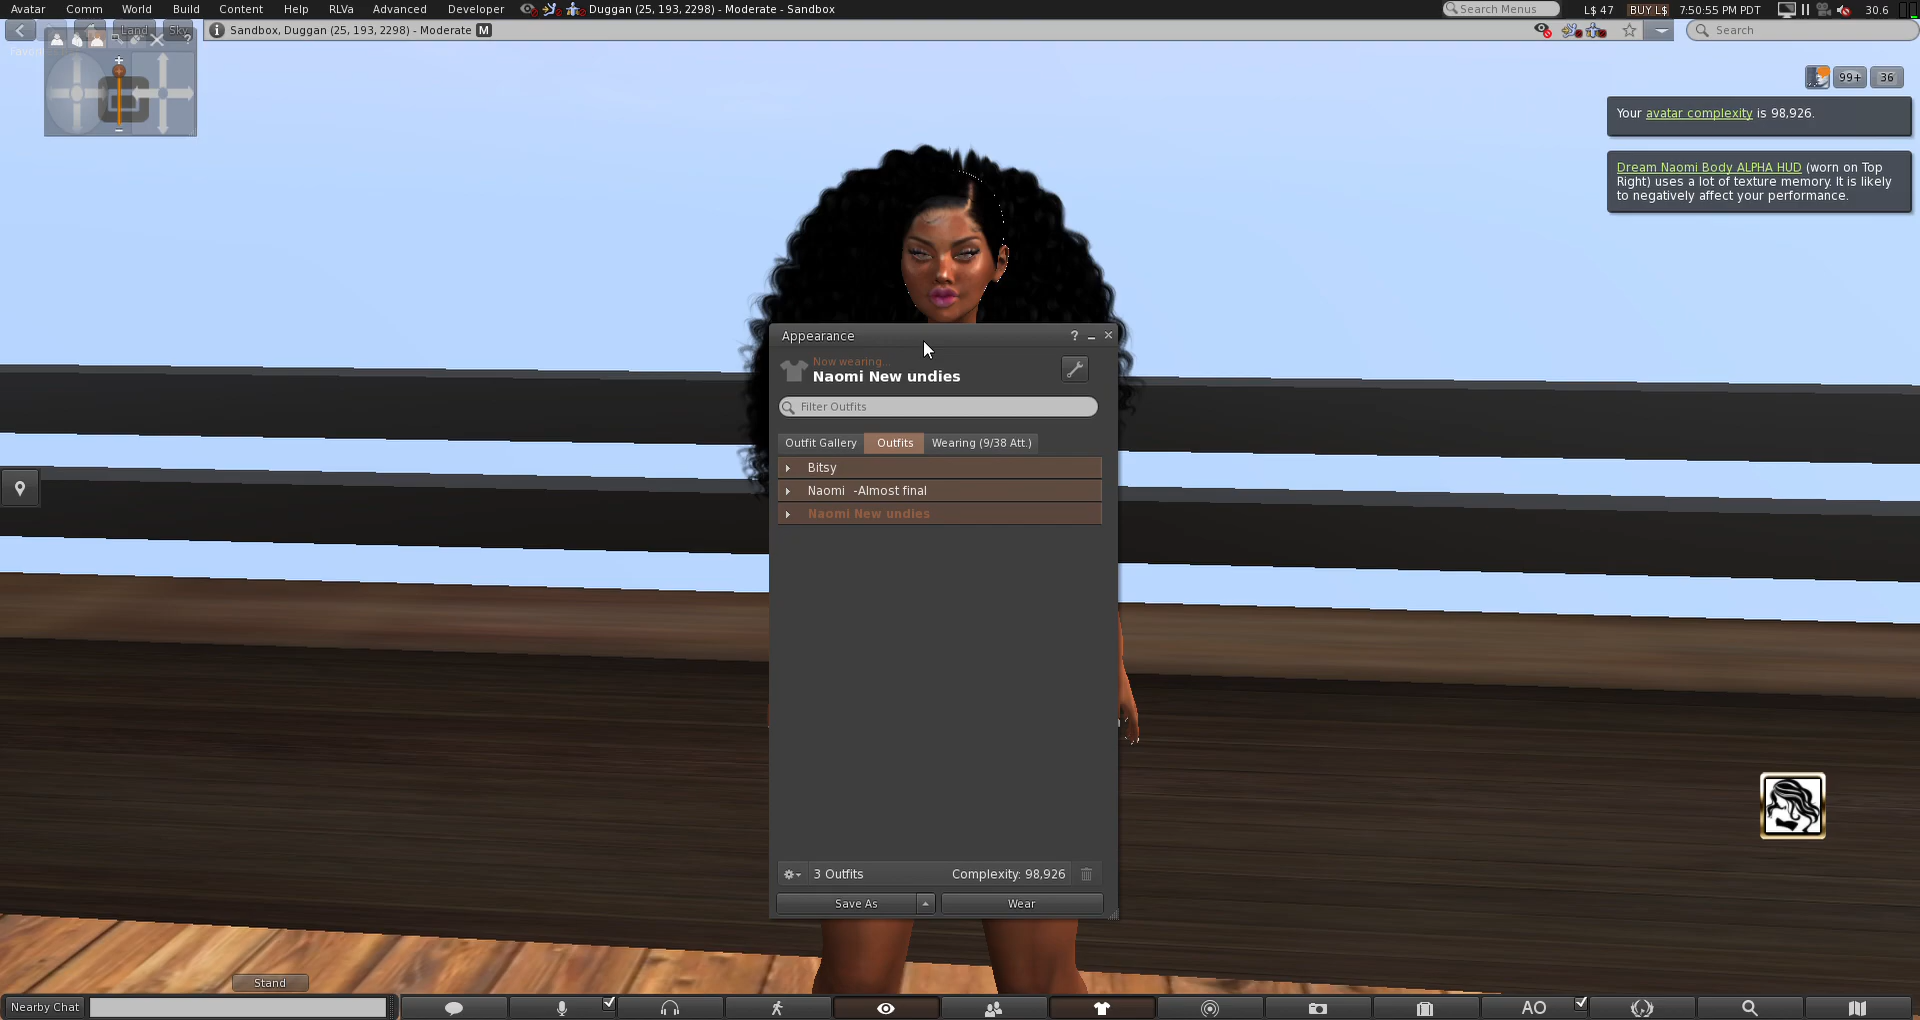 Avatar Comm World Build Content Help RLVa Advanced Developer Duggan (25, 193, 2298) - Moderate - Sandbox Search Menus L$ 47 BUY L$ 7:50:55 PM PDT 30.6
Land Sky ?
Sandbox, Duggan (25, 193, 2298) - Moderate M
Search
99+ 36
Your avatar complexity is 98,926.
Dream Naomi Body ALPHA HUD (worn on Top
Right) uses a lot of texture memory. It is likely
to negatively affect your performance.
Appearance ?
Now wearing...
Naomi New undies
Filter Outfits
Outfit Gallery Outfits Wearing (9/38 Att.)
Bitsy
Naomi -Almost final
Naomi New undies
3 Outfits Complexity: 98,926
Save As Wear
Stand
Nearby Chat AO